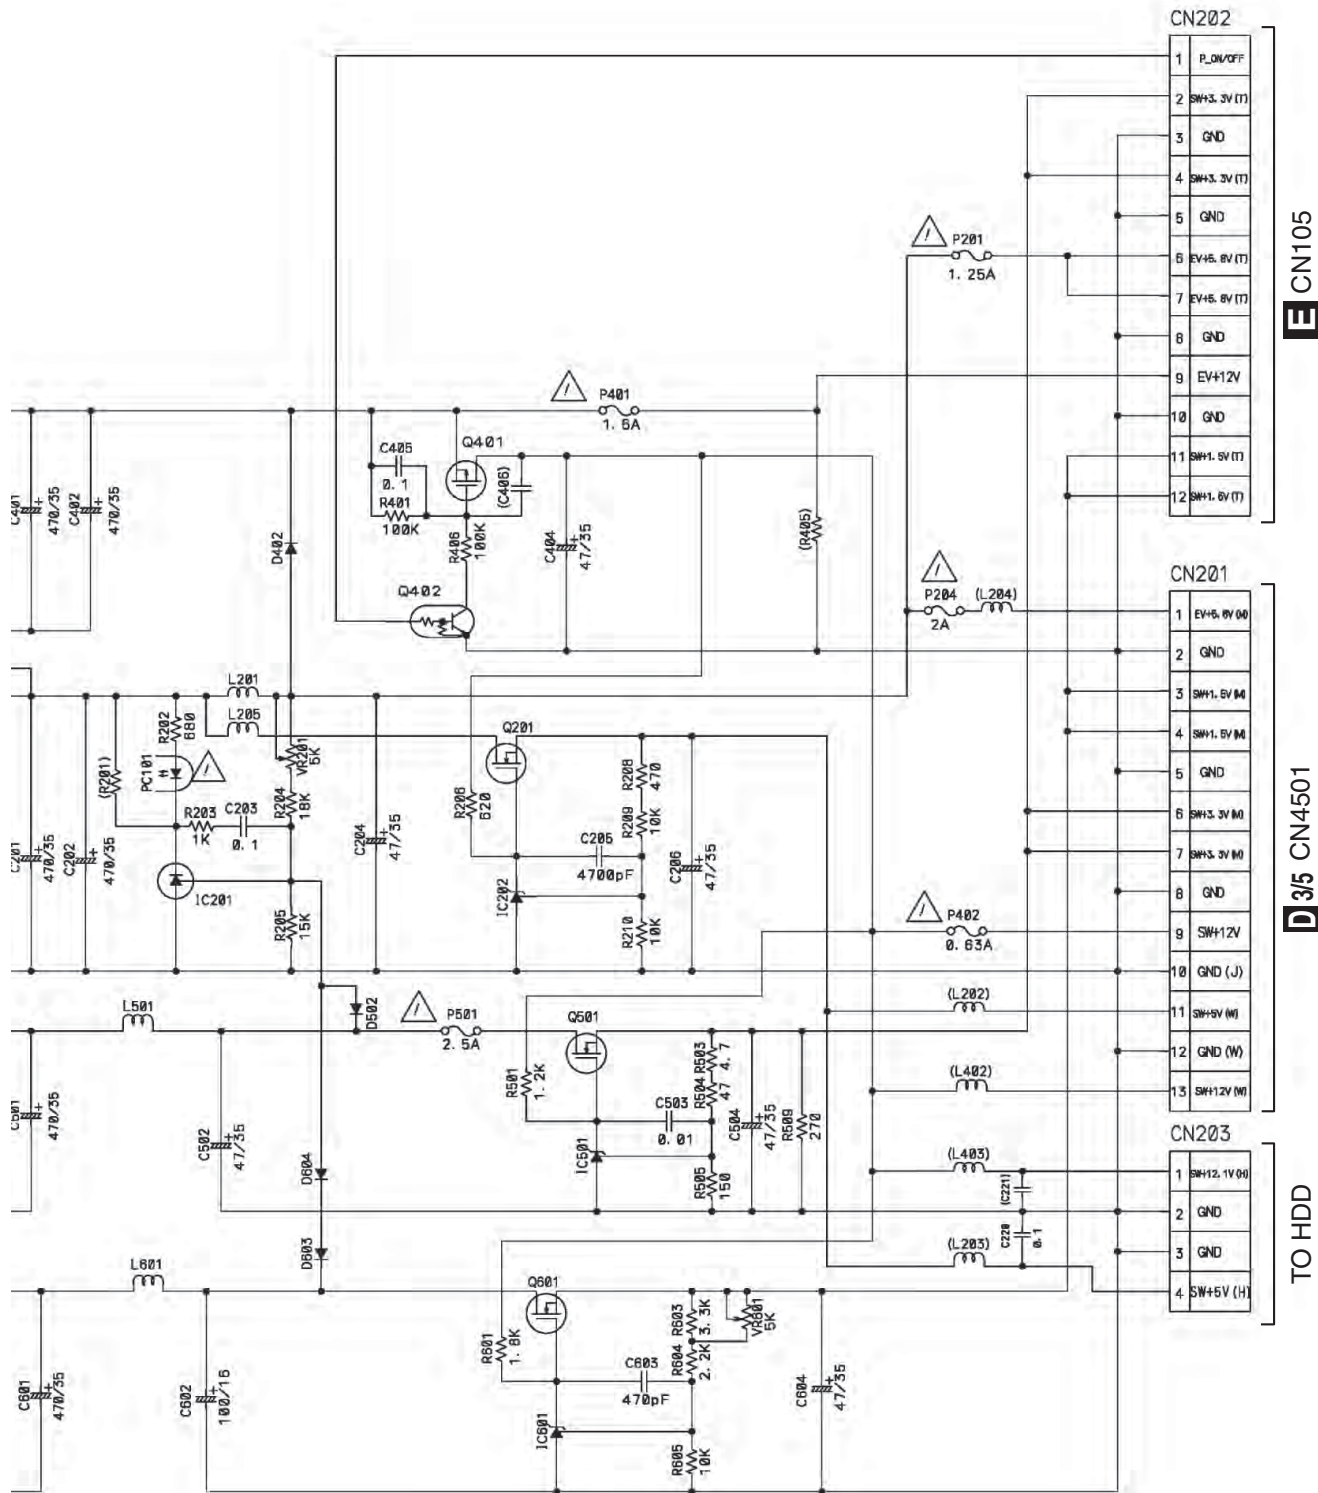 CN202
1 P_ON/OFF
2 SW+3.3V(T)
3 GND
4 SW+3.3V(T)
5 GND
6 EV+5.8V(T)
7 EV+5.8V(T)
8 GND
9 EV+12V
10 GND
11 SW+1.5V(T)
12 SW+1.5V(T)
E CN105
P201
1.25A
P401
1.6A
Q401
C405
0.1
R401
100K
(C406)
R406
100K
C404
47/35
(R405)
C401
470/35
C402
470/35
D402
Q402
P204
2A
(L204)
CN201
1 EV+5.8V(M)
2 GND
3 SW+1.5V(M)
4 SW+1.5V(M)
5 GND
6 SW+3.3V(M)
7 SW+3.3V(M)
8 GND
9 SW+12V
10 GND(J)
11 SW+5V(W)
12 GND(W)
13 SW+12V(W)
D 3/5 CN4501
L201
L205
R202
680
PC101
(R201)
VR201
5K
R204
18K
R203
1K
C203
0.1
IC201
R205
15K
C201
470/35
C202
470/35
C204
47/35
Q201
R206
620
R208
470
R209
10K
C205
4700pF
IC202
R210
10K
C206
47/35
P402
0.63A
(L202)
(L402)
L501
D502
P501
2.5A
Q501
R501
1.2K
R503
4.7
R504
47
C503
0.01
IC501
R505
150
C504
47/35
R509
270
C501
470/35
C502
47/35
D604
D603
CN203
1 SW+12.1V(H)
2 GND
3 GND
4 SW+5V(H)
TO HDD
(L403)
(C221)
C220
0.1
(L203)
L601
Q601
R601
1.8K
R603
3.3K
VR601
5K
R604
2.2K
C603
470pF
IC601
R605
10K
C604
47/35
C601
470/35
C602
100/16